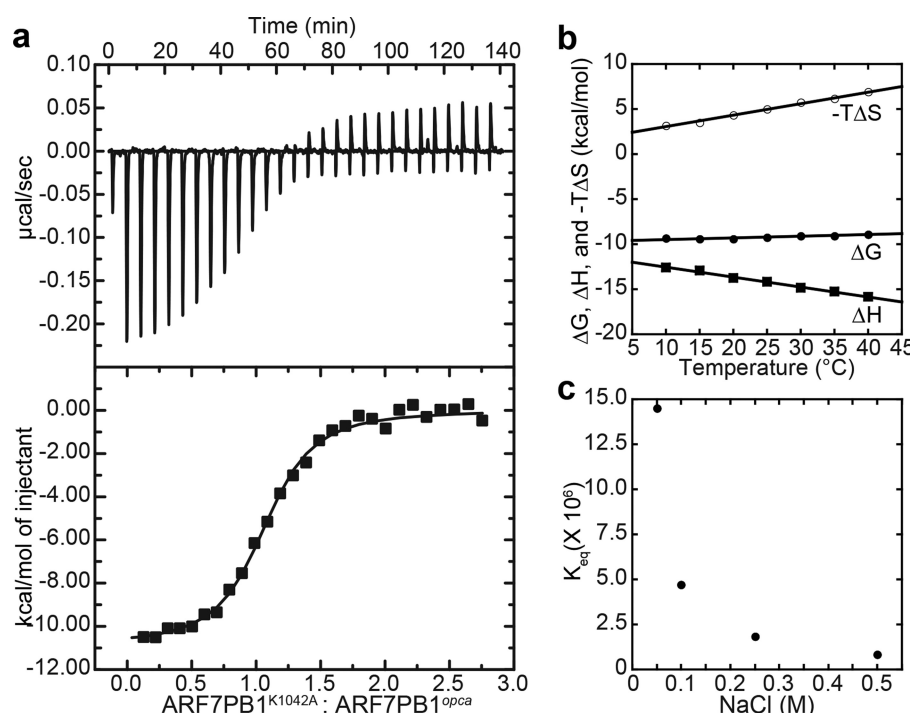 a
Time (min)
0 20 40 60 80 100 120 140
0.10
0.05
0.00
-0.05
-0.10
-0.15
-0.20
µcal/sec
0.00
-2.00
-4.00
-6.00
-8.00
-10.00
-12.00
kcal/mol of injectant
0.0 0.5 1.0 1.5 2.0 2.5 3.0
ARF7PB1K1042A : ARF7PB1opca
b
10
5
0
-5
-10
-15
-20
ΔG, ΔH, and -TΔS (kcal/mol)
-TΔS
ΔG
ΔH
5 10 15 20 25 30 35 40 45
Temperature (°C)
c
15.0
12.5
10.0
7.5
5.0
2.5
0
Keq(X 10⁶)
0 0.1 0.2 0.3 0.4 0.5
NaCl (M)